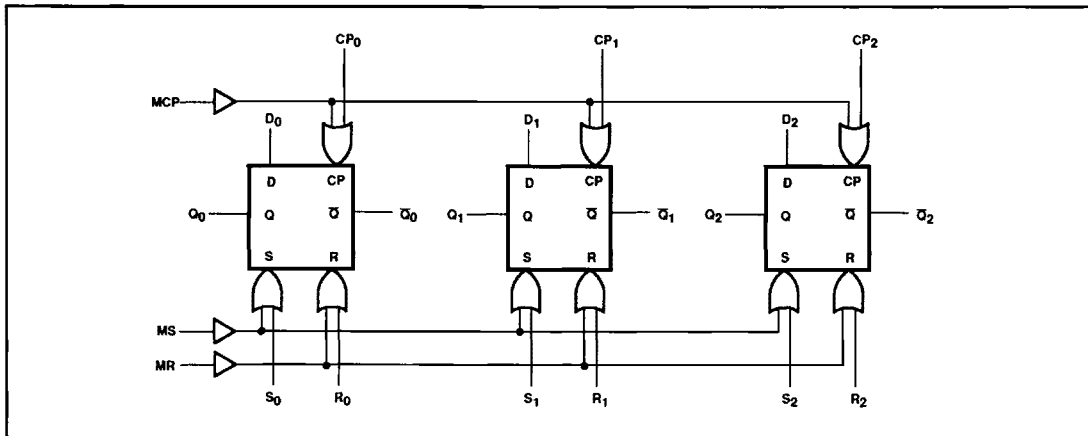 CP₀ CP₁ CP₂
MCP
D₀ D₁ D₂
D CP D CP D CP
Q₀ Q Q̅ Q̅₀ Q₁ Q Q̅ Q̅₁ Q₂ Q Q̅ Q̅₂
S R S R S R
MS
MR
S₀ R₀ S₁ R₁ S₂ R₂